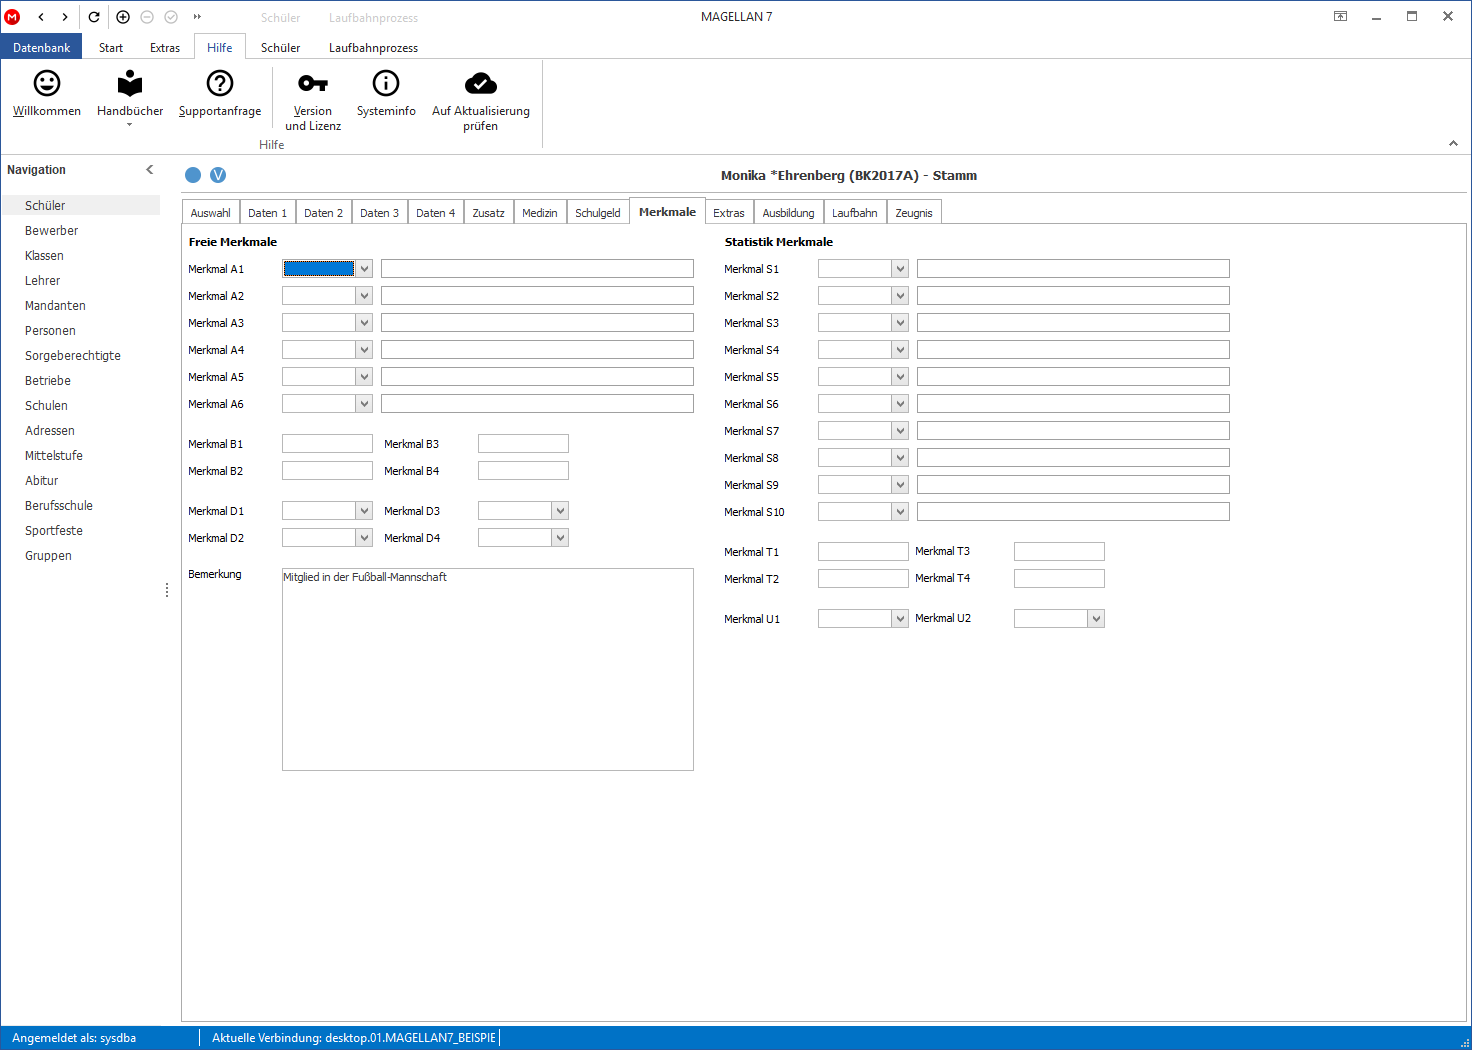 M
Schüler Laufbahnprozess
MAGELLAN 7
Datenbank Start Extras Hilfe Schüler Laufbahnprozess
Willkommen Handbücher Supportanfrage Version und Lizenz Systeminfo Auf Aktualisierung prüfen
Hilfe
Navigation
Schüler
Bewerber
Klassen
Lehrer
Mandanten
Personen
Sorgeberechtigte
Betriebe
Schulen
Adressen
Mittelstufe
Abitur
Berufsschule
Sportfeste
Gruppen
V
Monika *Ehrenberg (BK2017A) - Stamm
Auswahl Daten 1 Daten 2 Daten 3 Daten 4 Zusatz Medizin Schulgeld Merkmale Extras Ausbildung Laufbahn Zeugnis
Freie Merkmale
Merkmal A1
Merkmal A2
Merkmal A3
Merkmal A4
Merkmal A5
Merkmal A6
Merkmal B1 Merkmal B3
Merkmal B2 Merkmal B4
Merkmal D1 Merkmal D3
Merkmal D2 Merkmal D4
Bemerkung Mitglied in der Fußball-Mannschaft
Statistik Merkmale
Merkmal S1
Merkmal S2
Merkmal S3
Merkmal S4
Merkmal S5
Merkmal S6
Merkmal S7
Merkmal S8
Merkmal S9
Merkmal S10
Merkmal T1 Merkmal T3
Merkmal T2 Merkmal T4
Merkmal U1 Merkmal U2
Angemeldet als: sysdba Aktuelle Verbindung: desktop.01.MAGELLAN7_BEISPIE